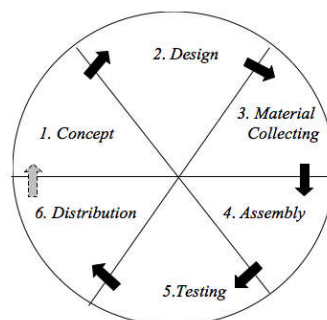 1. Concept
2. Design
3. Material
Collecting
4. Assembly
5.Testing
6. Distribution